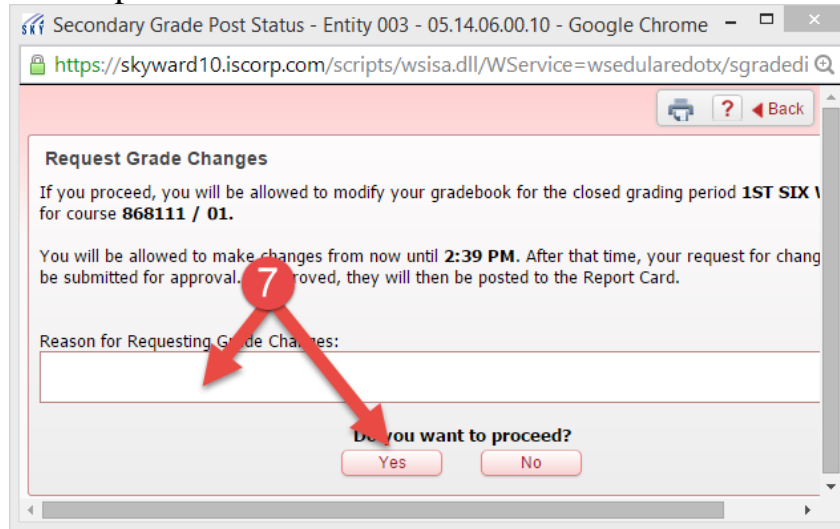 Secondary Grade Post Status - Entity 003 - 05.14.06.00.10 - Google Chrome
https://skyward10.iscorp.com/scripts/wsisa.dll/WService=wsedularedotx/sgradedi
? Back
Request Grade Changes
If you proceed, you will be allowed to modify your gradebook for the closed grading period 1ST SIX
for course 868111 / 01.
You will be allowed to make changes from now until 2:39 PM. After that time, your request for chang
be submitted for approval. roved, they will then be posted to the Report Card.
7
Reason for Requesting Grade Changes:
Do you want to proceed?
Yes No